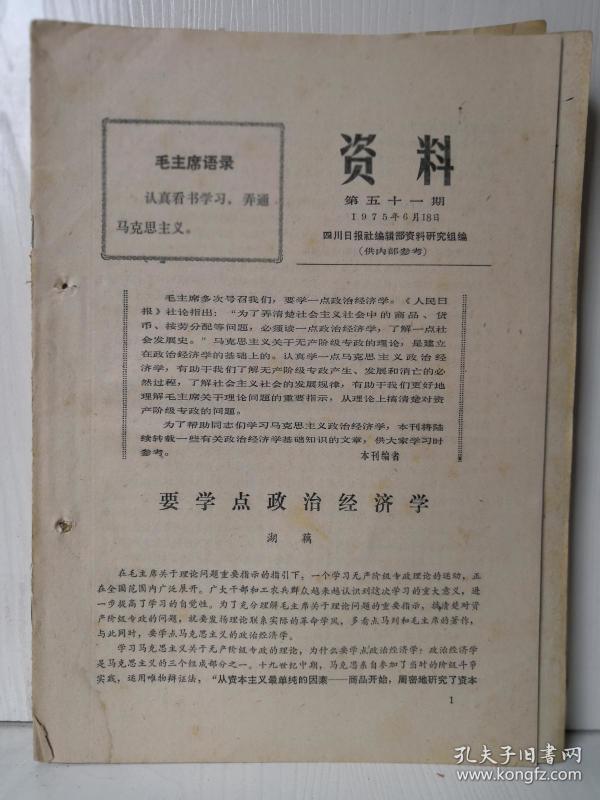 毛主席语录
认真看书学习，弄通
马克思主义。
资料
第五十一期
1975年6月18日
四川日报社编辑部资料研究组编
（供内部参考）
毛主席多次号召我们，要学一点政治经济学。《人民日
报》社论指出：“为了弄清楚社会主义社会中的商品、货
币、按劳分配等问题，必须读一点政治经济学，了解一点社
会发展史。”马克思主义关于无产阶级专政的理论，是建立
在政治经济学的基础上的。认真学一点马克思主义政治经
济学，有助于我们了解无产阶级专政产生、发展和消亡的必
然过程，了解社会主义社会的发展规律，有助于我们更好地
理解毛主席关于理论问题的重要指示，从理论上搞清楚对资
产阶级专政的问题。
为了帮助同志们学习马克思主义政治经济学，本刊将陆
续转载一些有关政治经济学基础知识的文章，供大家学习时
参考。 本刊编者
要学点政治经济学
湖藕
在毛主席关于理论问题重要指示的指引下，一个学习无产阶级专政理论的运动，正
在全国范围内广泛展开。广大干部和工农兵群众越来越认识到这次学习的重大意义，进
一步提高了学习的自觉性。为了充分理解毛主席关于理论问题的重要指示，搞清楚对资
产阶级专政的问题，就要发扬理论联系实际的革命学风，多看点马列和毛主席的著作，
与此同时，要学点马克思主义的政治经济学。
学习马克思主义关于无产阶级专政的理论，为什么要学点政治经济学：政治经济学
是马克思主义的三个组成部分之一。十九世纪中期，马克思亲自参加了当时的阶级斗争
实践，运用唯物辩证法，“从资本主义最单纯的因素——商品开始，周密地研究了资本
1
孔夫子旧书网
www.kongfz.com